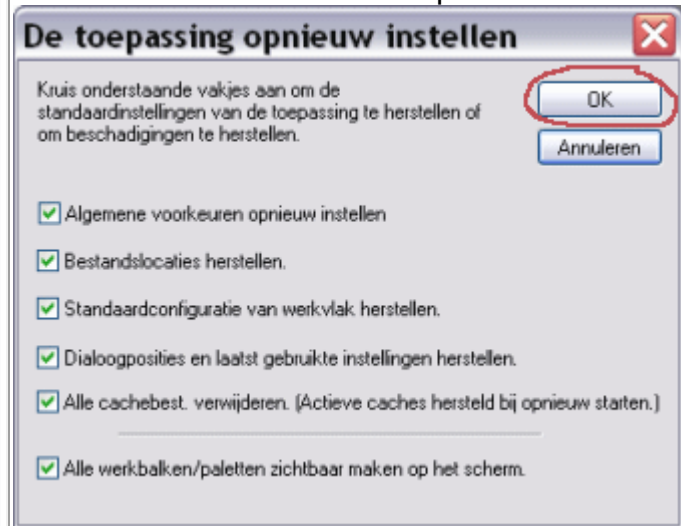 De toepassing opnieuw instellen
Kruis onderstaande vakjes aan om de
standaardinstellingen van de toepassing te herstellen of
om beschadigingen te herstellen.
OK
Annuleren
Algemene voorkeuren opnieuw instellen
Bestandslocaties herstellen.
Standaardconfiguratie van werkvlak herstellen.
Dialoogposities en laatst gebruikte instellingen herstellen.
Alle cachebest. verwijderen. (Actieve caches hersteld bij opnieuw starten.)
Alle werkbalken/paletten zichtbaar maken op het scherm.